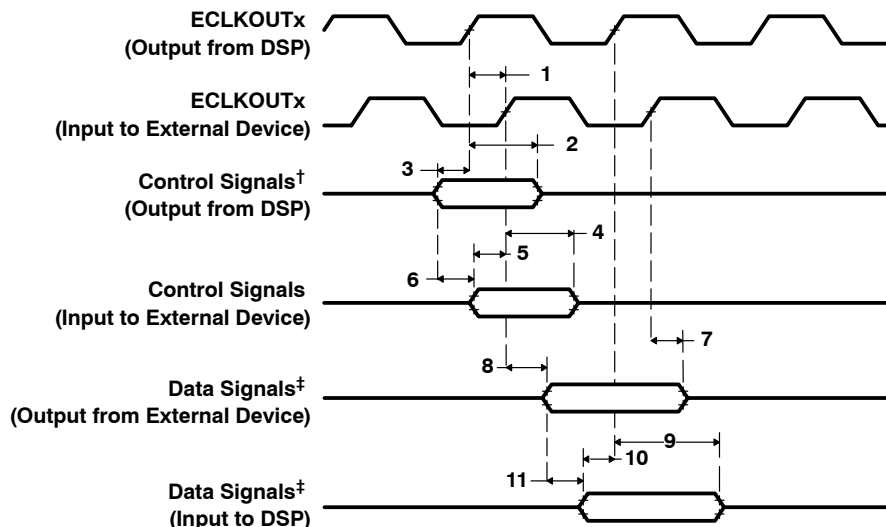 ECLKOUTx
(Output from DSP)
1
ECLKOUTx
(Input to External Device)
2
3
Control Signals†
(Output from DSP)
4
5
6
Control Signals
(Input to External Device)
7
8
Data Signals‡
(Output from External Device)
9
10
11
Data Signals‡
(Input to DSP)